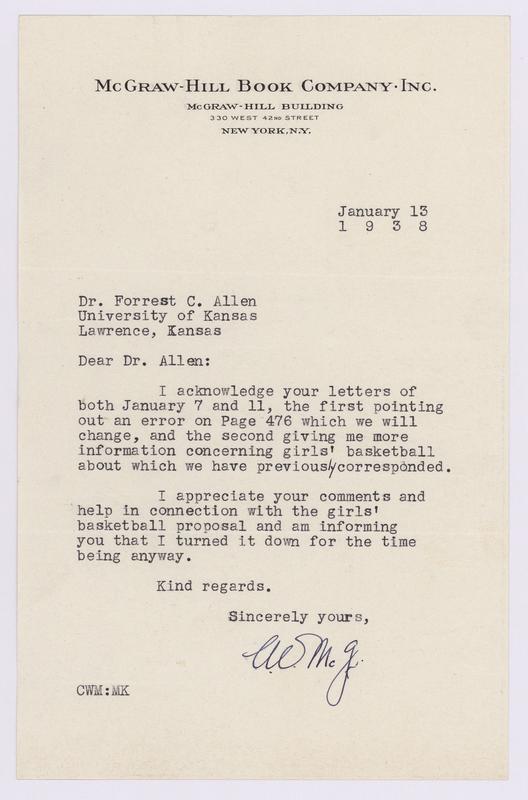 McGraw-Hill Book Company·Inc.
McGraw-Hill Building
330 West 42nd Street
New York, N.Y.
January 13
1 9 3 8
Dr. Forrest C. Allen
University of Kansas
Lawrence, Kansas
Dear Dr. Allen:
I acknowledge your letters of
both January 7 and 11, the first pointing
out an error on Page 476 which we will
change, and the second giving me more
information concerning girls' basketball
about which we have previously corresponded.
I appreciate your comments and
help in connection with the girls'
basketball proposal and am informing
you that I turned it down for the time
being anyway.
Kind regards.
Sincerely yours,
CWM:MK